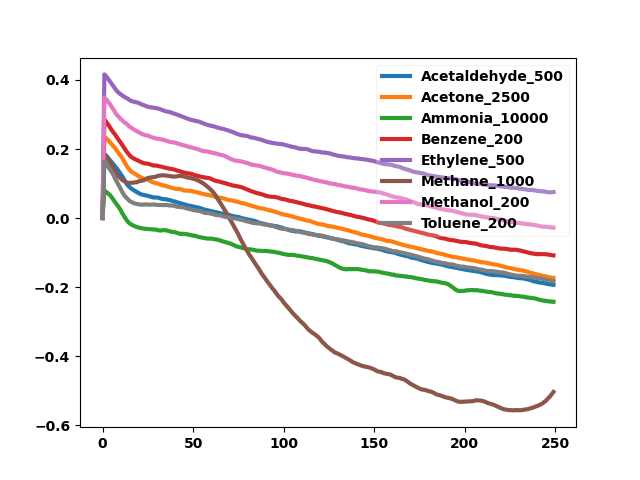 0.4
0.2
0.0
−0.2
−0.4
−0.6
0
50
100
150
200
250
Acetaldehyde_500
Acetone_2500
Ammonia_10000
Benzene_200
Ethylene_500
Methane_1000
Methanol_200
Toluene_200